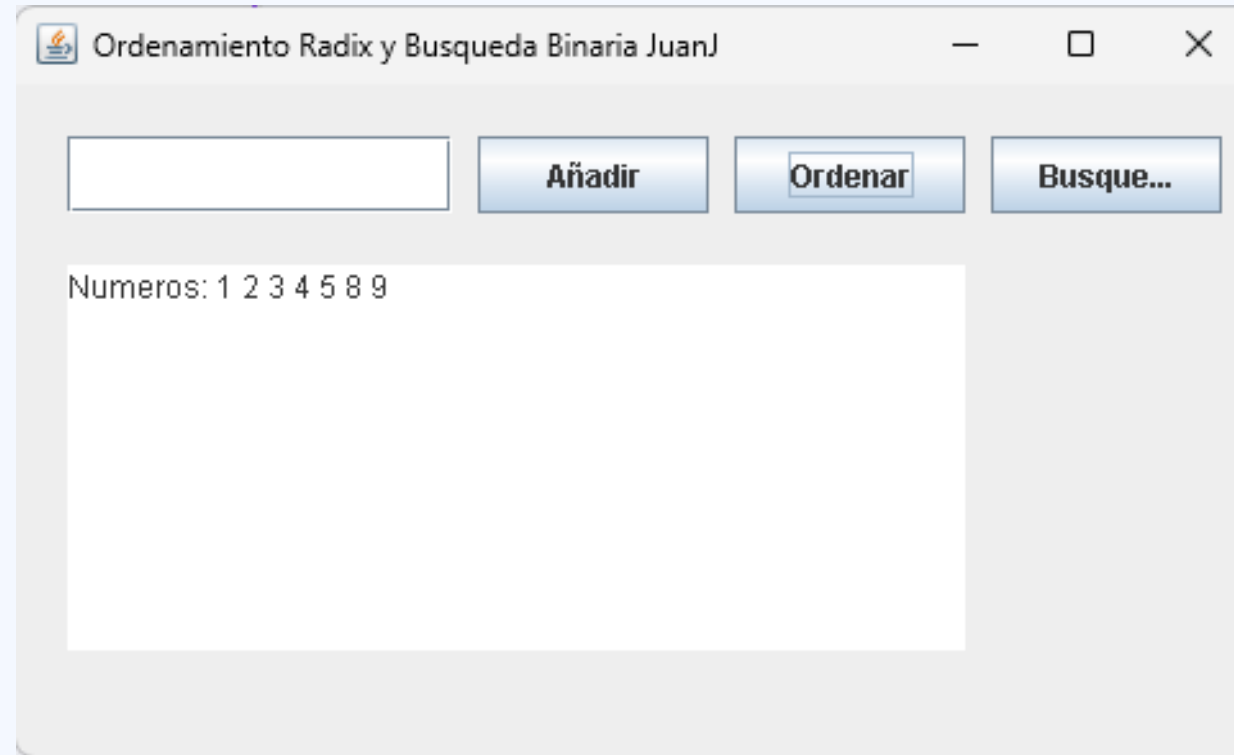 Ordenamiento Radix y Busqueda Binaria JuanJ
Añadir Ordenar Busque...
Numeros: 1 2 3 4 5 8 9